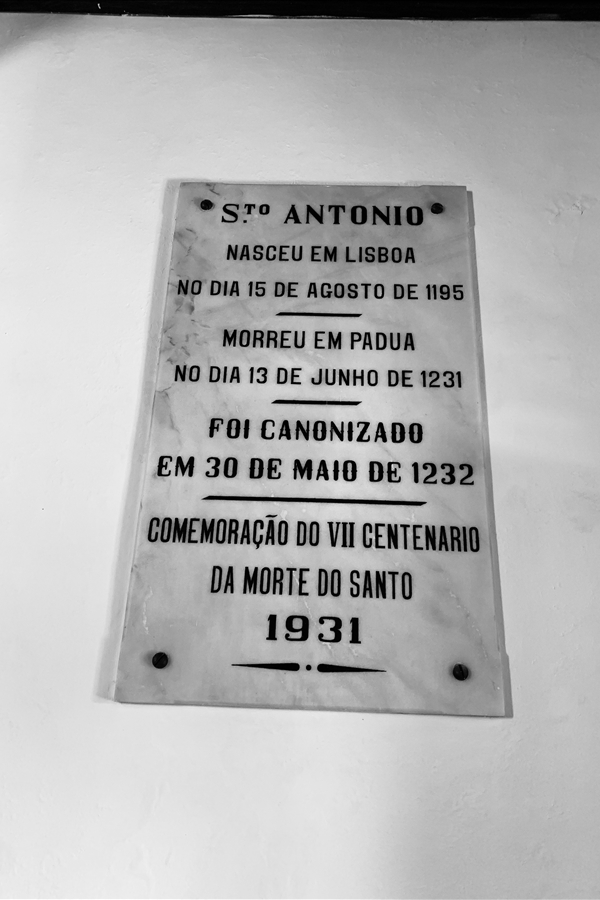 S.TO ANTONIO
NASCEU EM LISBOA
NO DIA 15 DE AGOSTO DE 1195
MORREU EM PADUA
NO DIA 13 DE JUNHO DE 1231
FOI CANONIZADO
EM 30 DE MAIO DE 1232
COMEMORAÇÃO DO VII CENTENARIO
DA MORTE DO SANTO
1931